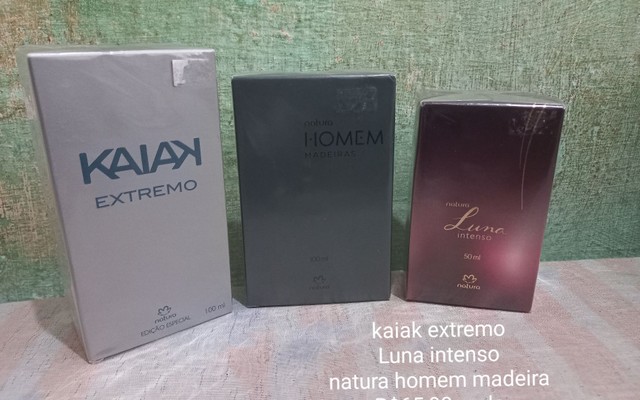 KAIAK
EXTREMO
natura
EDIÇÃO ESPECIAL
100 ml
natura
HOMEM
MADEIRAS
100 ml
natura
natura
Luna
intenso
50 ml
natura
kaiak extremo
Luna intenso
natura homem madeira